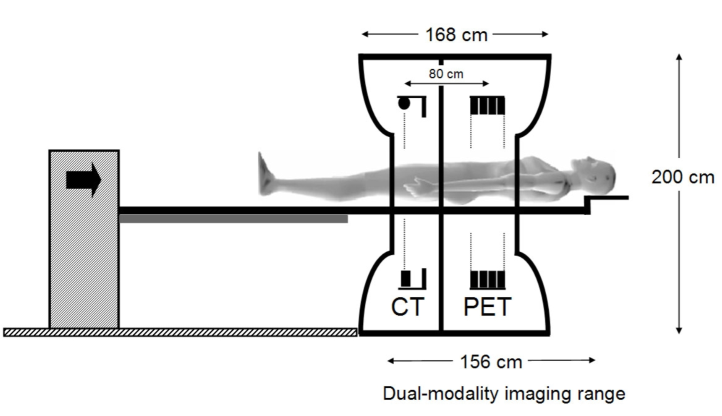 168 cm
80 cm
200 cm
CT
PET
156 cm
Dual-modality imaging range